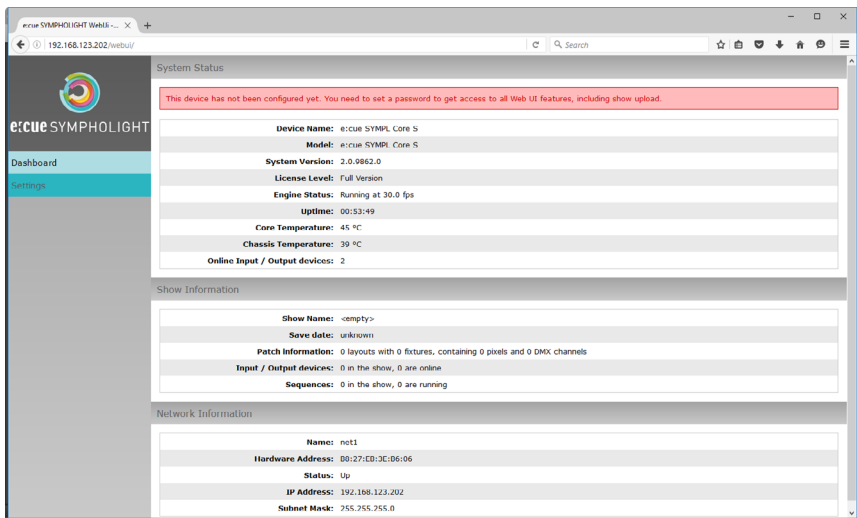 e:cue SYMPHOLIGHT WebUI -...
192.168.123.202/webui/
Search
e:cue SYMPHOLIGHT
Dashboard
Settings
System Status
This device has not been configured yet. You need to set a password to get access to all Web UI features, including show upload.
Device Name: e:cue SYMPL Core S
Model: e:cue SYMPL Core S
System Version: 2.0.9862.0
License Level: Full Version
Engine Status: Running at 30.0 fps
Uptime: 00:53:49
Core Temperature: 45 ºC
Chassis Temperature: 39 ºC
Online Input / Output devices: 2
Show Information
Show Name: <empty>
Save date: unknown
Patch information: 0 layouts with 0 fixtures, containing 0 pixels and 0 DMX channels
Input / Output devices: 0 in the show, 0 are online
Sequences: 0 in the show, 0 are running
Network Information
Name: net1
Hardware Address:
Status: Up
IP Address: 192.168.123.202
Subnet Mask: 255.255.255.0